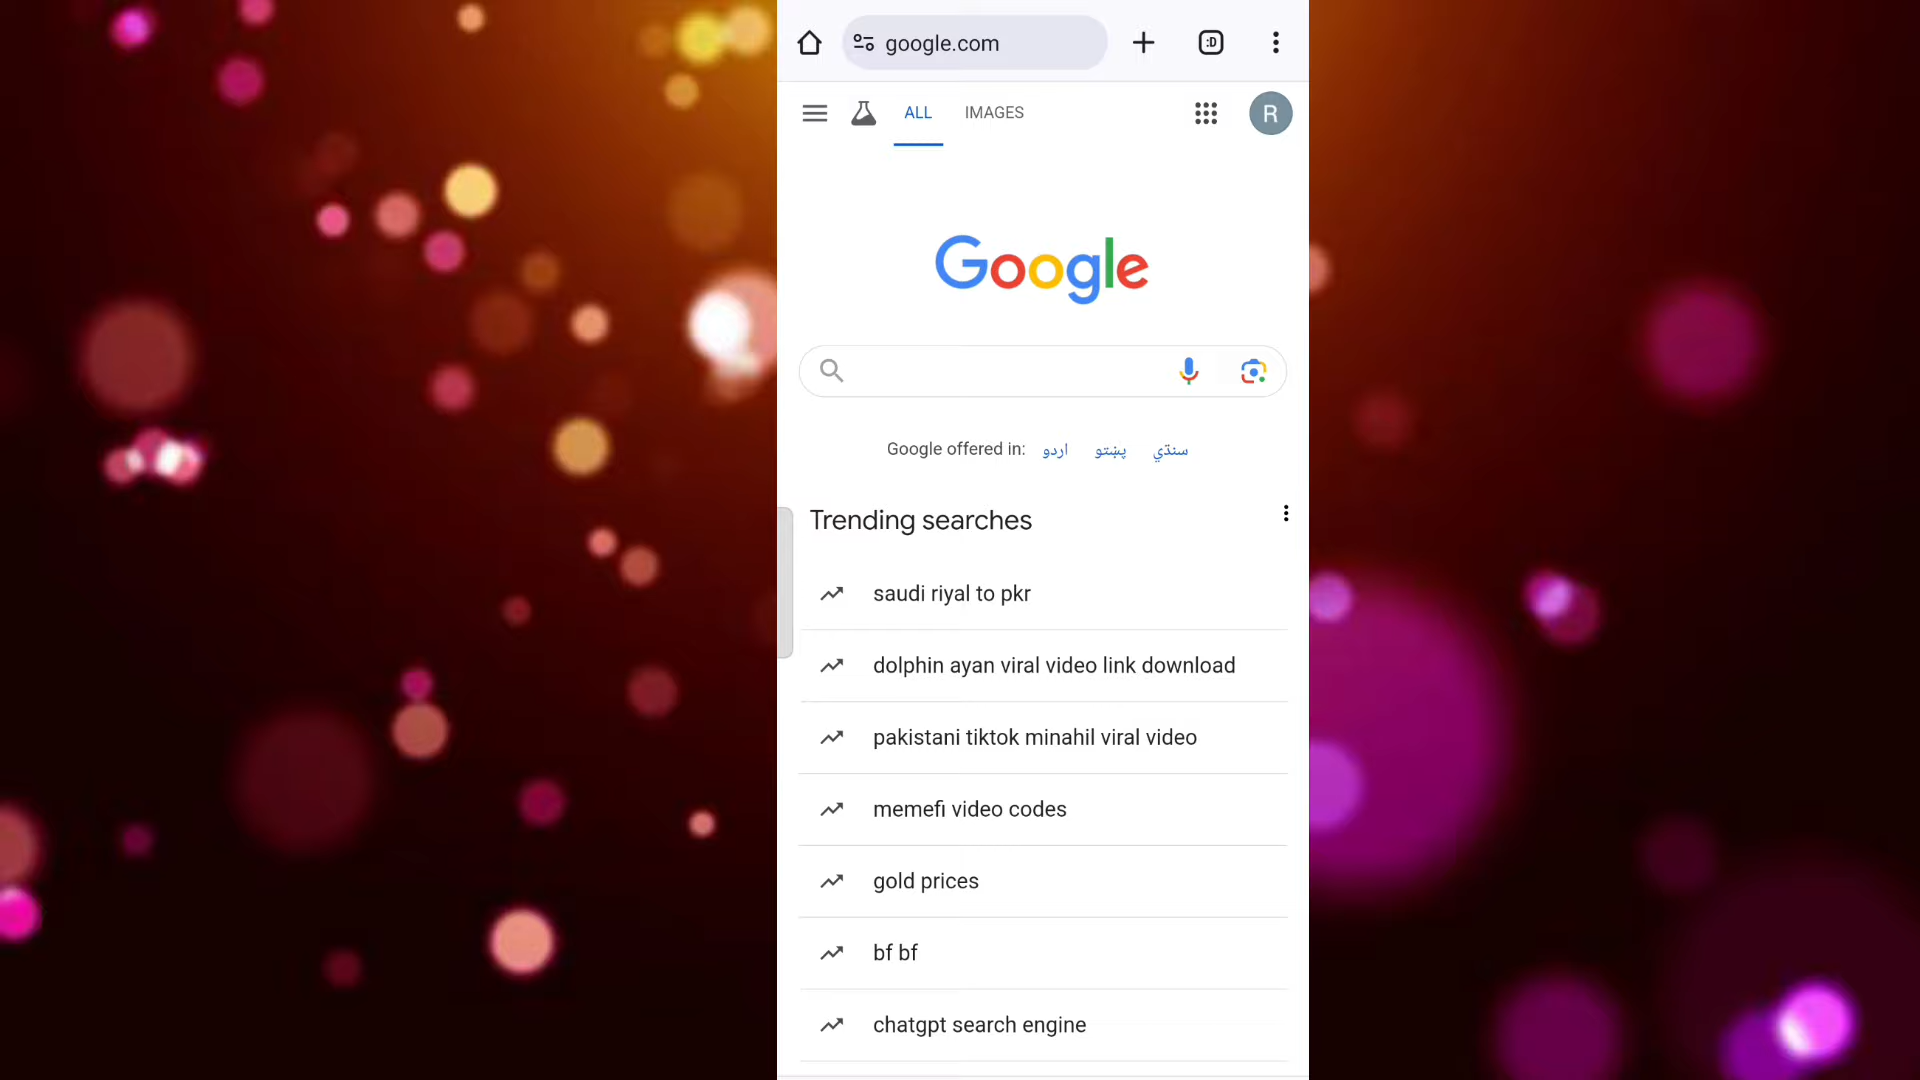 google.com
:D
ALL IMAGES
R
Google
Google offered in: اردو پښتو سنڌي
Trending searches
saudi riyal to pkr
dolphin ayan viral video link download
pakistani tiktok minahil viral video
memefi video codes
gold prices
bf bf
chatgpt search engine